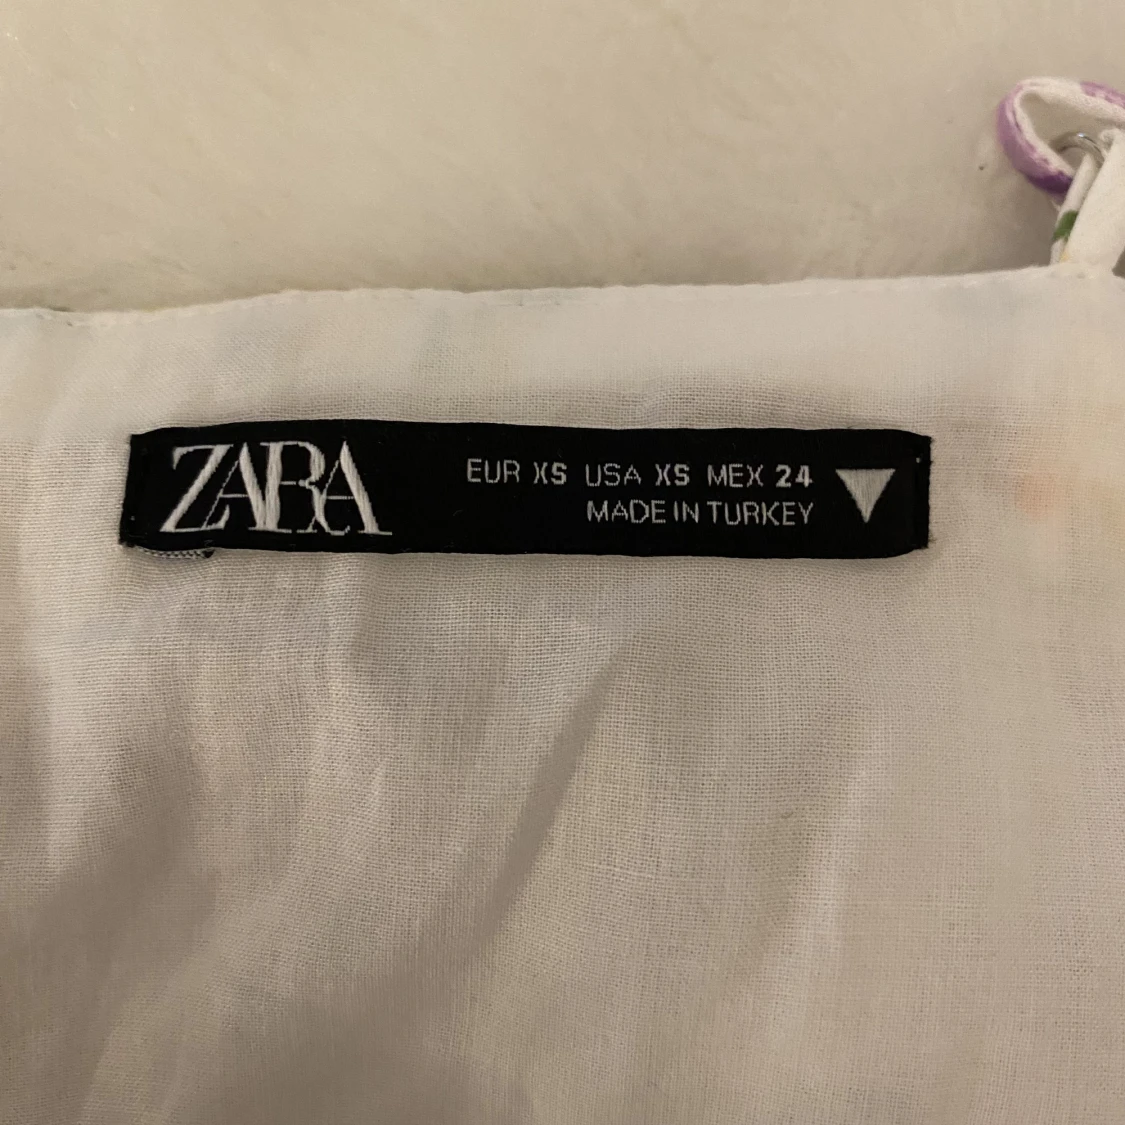 ZARA
EUR XS USA XS MEX 24
MADE IN TURKEY